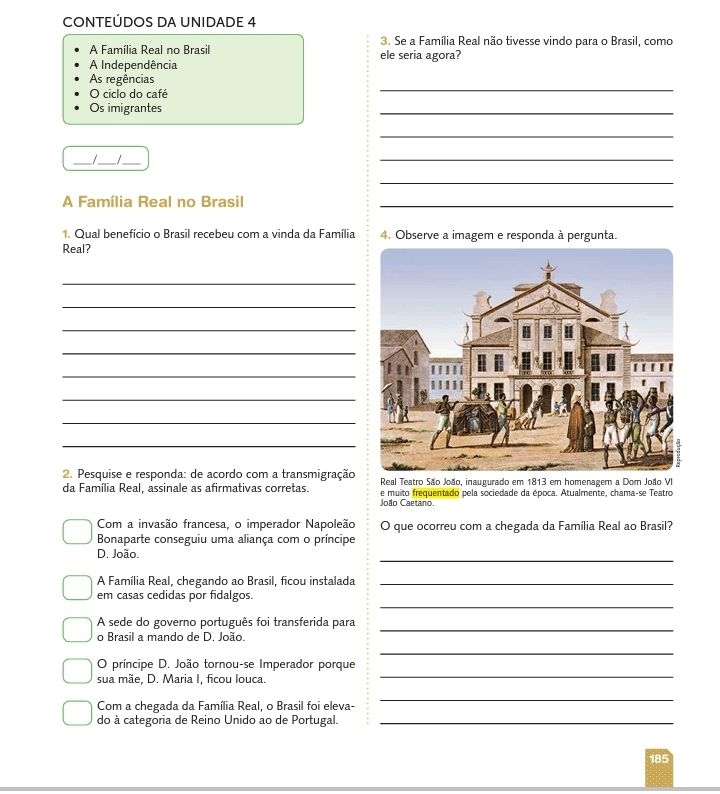 CONTEÚDOS DA UNIDADE 4
• A Família Real no Brasil
• A Independência
• As regências
• O ciclo do café
• Os imigrantes
___/___/___
A Família Real no Brasil
1. Qual benefício o Brasil recebeu com a vinda da Família
Real?
2. Pesquise e responda: de acordo com a transmigração
da Família Real, assinale as afirmativas corretas.
Com a invasão francesa, o imperador Napoleão
Bonaparte conseguiu uma aliança com o príncipe
D. João.
A Família Real, chegando ao Brasil, ficou instalada
em casas cedidas por fidalgos.
A sede do governo português foi transferida para
o Brasil a mando de D. João.
O príncipe D. João tornou-se Imperador porque
sua mãe, D. Maria I, ficou louca.
Com a chegada da Família Real, o Brasil foi eleva-
do à categoria de Reino Unido ao de Portugal.
3. Se a Família Real não tivesse vindo para o Brasil, como
ele seria agora?
4. Observe a imagem e responda à pergunta.
Reprodução
Real Teatro São João, inaugurado em 1813 em homenagem a Dom João VI
e muito frequentado pela sociedade da época. Atualmente, chama-se Teatro
João Caetano.
O que ocorreu com a chegada da Família Real ao Brasil?
185